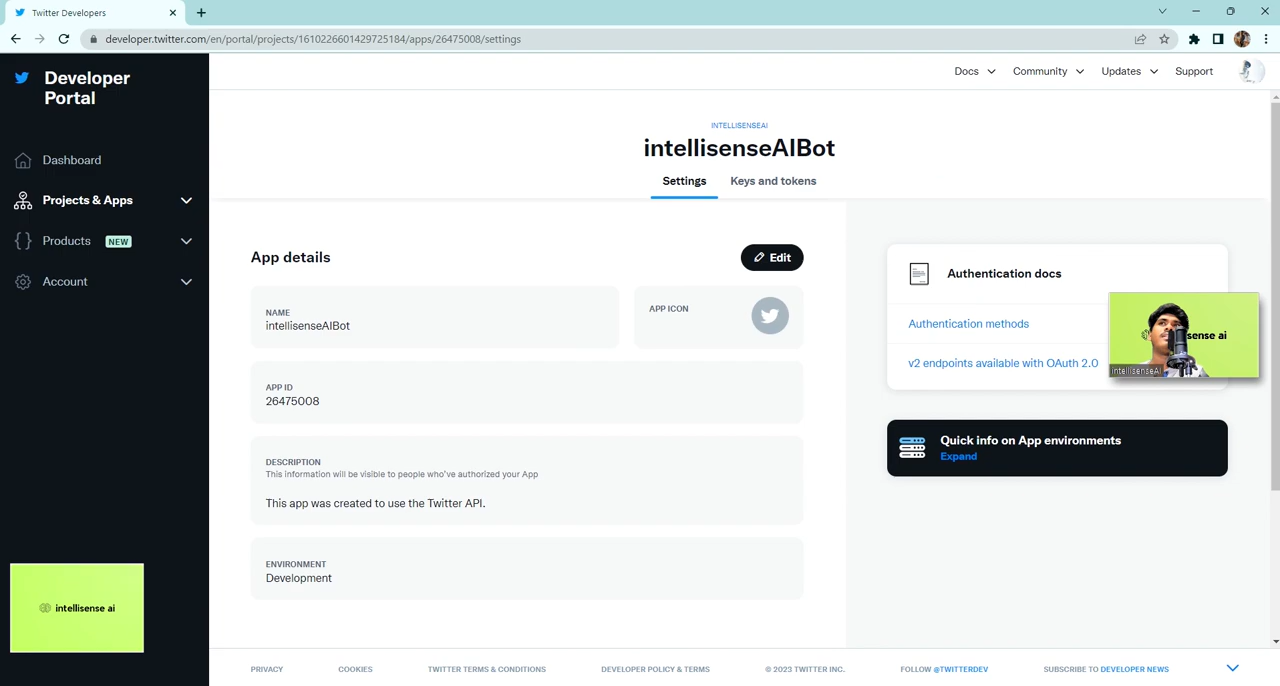 Twitter Developers
developer.twitter.com/en/portal/projects/1610226601429725184/apps/26475008/settings
Developer
Portal
Docs
Community
Updates
Support
Dashboard
Projects & Apps
Products
NEW
Account
INTELLISENSEAI
intellisenseAIBot
Settings
Keys and tokens
App details
Edit
NAME
intellisenseAIBot
APP ICON
APP ID
26475008
DESCRIPTION
This information will be visible to people who've authorized your App
This app was created to use the Twitter API.
ENVIRONMENT
Development
Authentication docs
Authentication methods
v2 endpoints available with OAuth 2.0
sense ai
intellisenseAI
Quick info on App environments
Expand
intellisense ai
PRIVACY
COOKIES
TWITTER TERMS & CONDITIONS
DEVELOPER POLICY & TERMS
© 2023 TWITTER INC.
FOLLOW @TWITTERDEV
SUBSCRIBE TO DEVELOPER NEWS